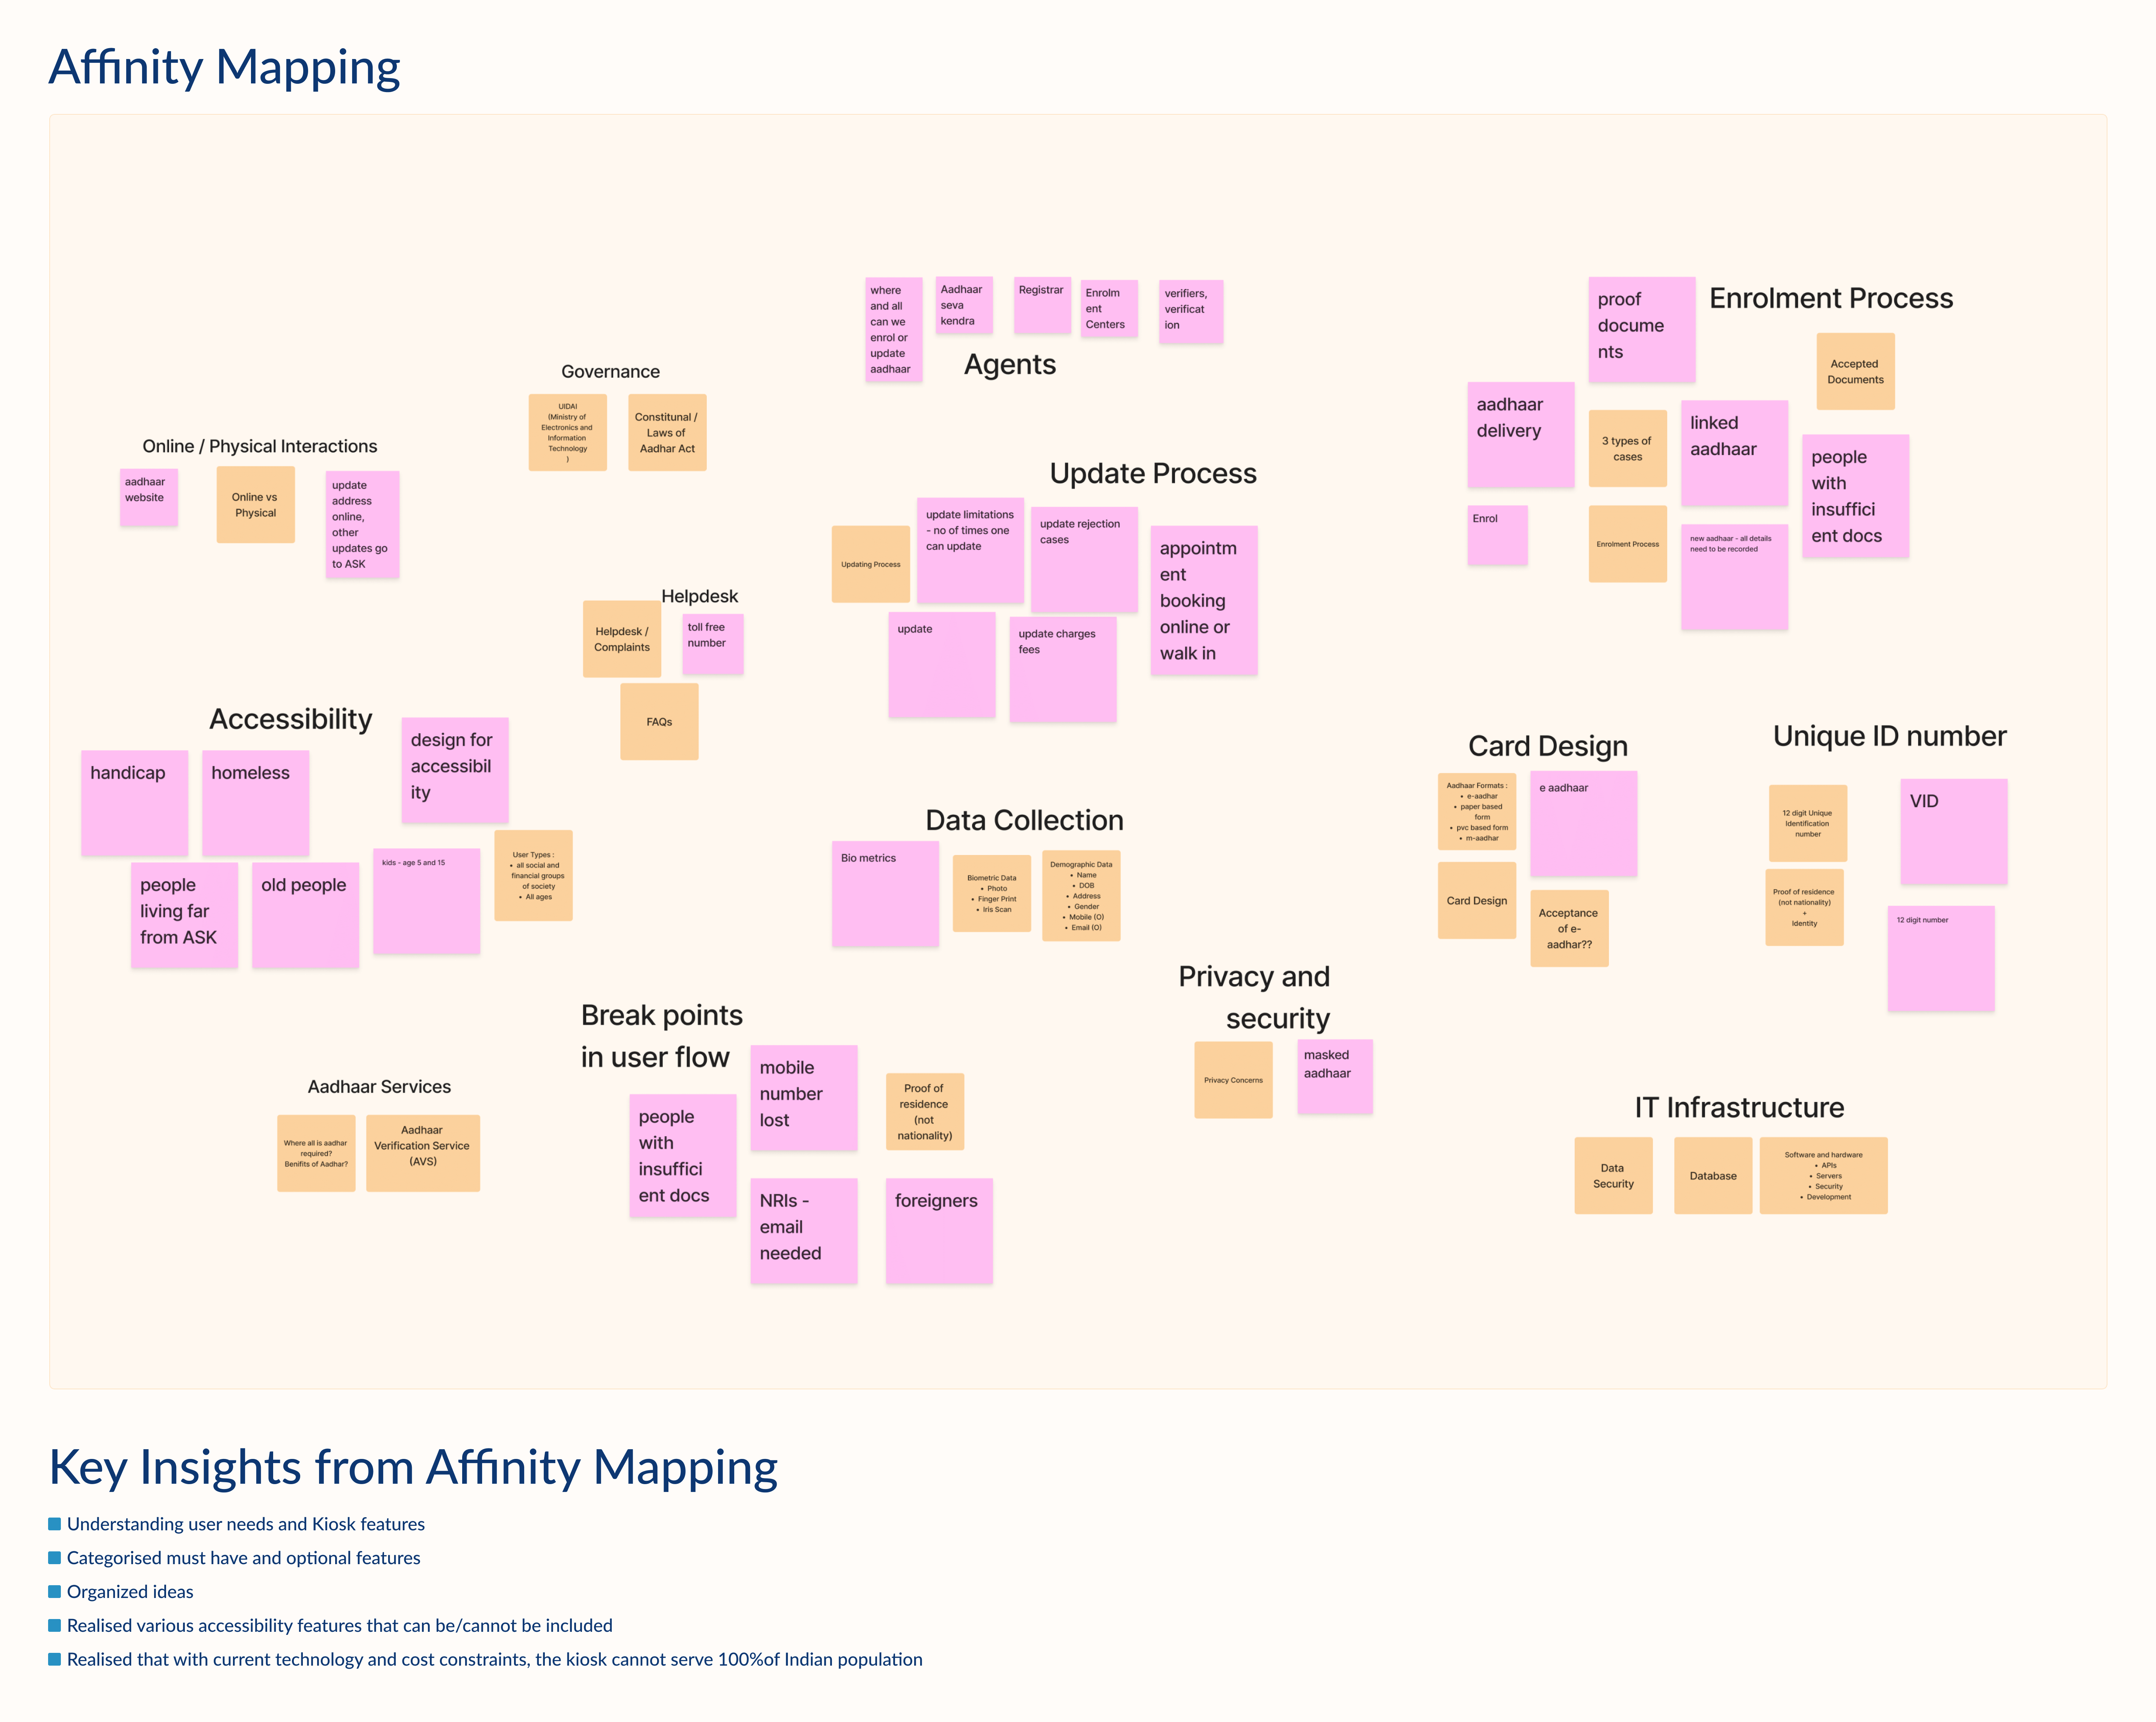 Affinity Mapping
Online / Physical Interactions
aadhaar
website
Online vs
Physical
update
address
online,
other
updates go
to ASK
Governance
UIDAI
(Ministry of
Electronics and
Information
Technology
)
Constitunal /
Laws of
Aadhar Act
where
and all
can we
enrol or
update
aadhaar
Aadhaar
seva
kendra
Registrar
Enrolm
ent
Centers
verifiers,
verificat
ion
Agents
Enrolment Process
proof
docume
nts
Accepted
Documents
aadhaar
delivery
3 types of
cases
linked
aadhaar
people
with
insuffici
ent docs
Enrol
Enrolment Process
new aadhaar - all details
need to be recorded
Update Process
Updating Process
update limitations
- no of times one
can update
update rejection
cases
appointm
ent
booking
online or
walk in
update
update charges
fees
Helpdesk
Helpdesk /
Complaints
toll free
number
FAQs
Accessibility
handicap
homeless
design for
accessibil
ity
people
living far
from ASK
old people
kids - age 5 and 15
User Types :
• all social and
financial groups
of society
• All ages
Data Collection
Bio metrics
Biometric Data
• Photo
• Finger Print
• Iris Scan
Demographic Data
• Name
• DOB
• Address
• Gender
• Mobile (O)
• Email (O)
Card Design
Aadhaar Formats :
• e-aadhar
• paper based
form
• pvc based form
• m-aadhar
e aadhaar
Card Design
Acceptance
of e-
aadhar??
Unique ID number
12 digit Unique
Identification
number
VID
Proof of residence
(not nationality)
+
Identity
12 digit number
Privacy and
security
Privacy Concerns
masked
aadhaar
Break points
in user flow
mobile
number
lost
Proof of
residence
(not
nationality)
people
with
insuffici
ent docs
NRIs -
email
needed
foreigners
Aadhaar Services
Where all is aadhar
required?
Benifits of Aadhar?
Aadhaar
Verification Service
(AVS)
IT Infrastructure
Data
Security
Database
Software and hardware
• APIs
• Servers
• Security
• Development
Key Insights from Affinity Mapping
Understanding user needs and Kiosk features
Categorised must have and optional features
Organized ideas
Realised various accessibility features that can be/cannot be included
Realised that with current technology and cost constraints, the kiosk cannot serve 100%of Indian population